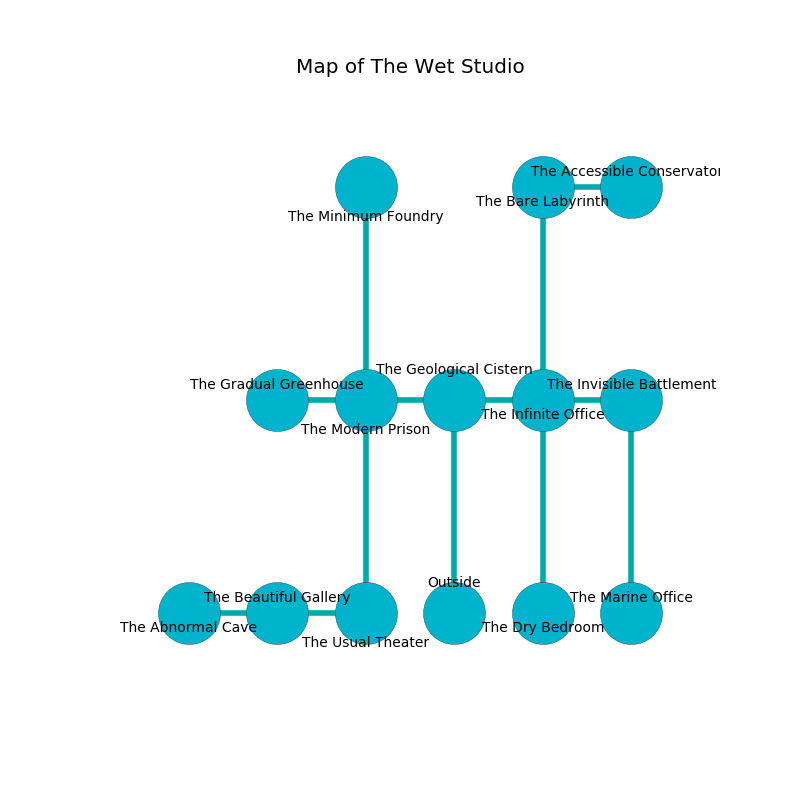 Map of The Wet Studio
The Accessible Conservator
The Bare Labyrinth
The Minimum Foundry
The Geological Cistern
The Gradual Greenhouse
The Invisible Battlement
The Infinite Office
The Modern Prison
Outside
The Beautiful Gallery
The Marine Office
The Abnormal Cave
The Dry Bedroom
The Usual Theater